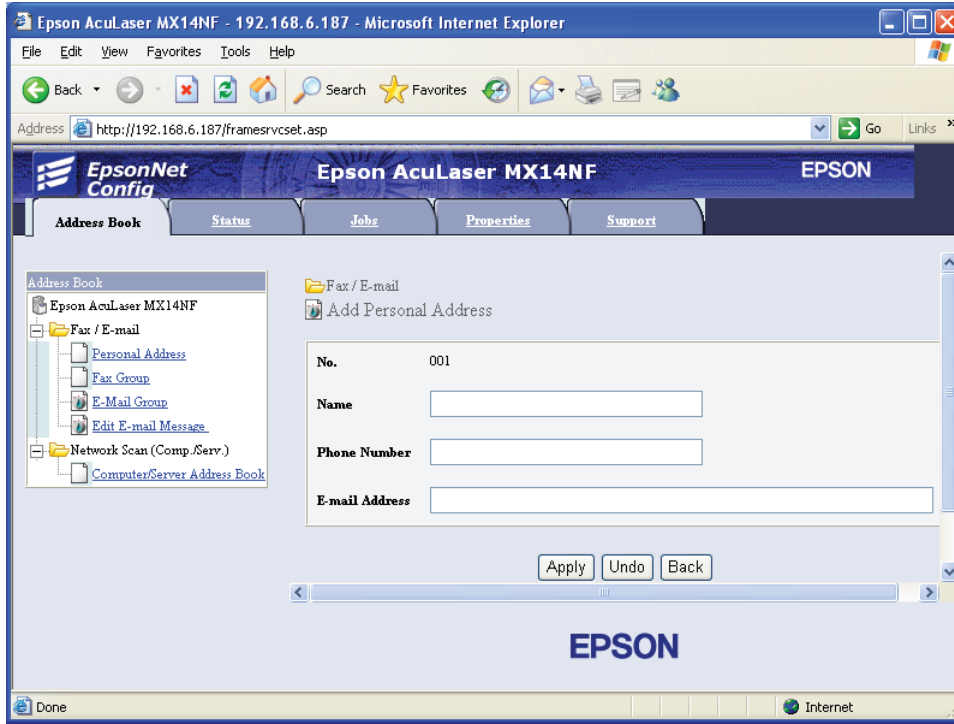 Epson AcuLaser MX14NF - 192.168.6.187 - Microsoft Internet Explorer
File Edit View Favorites Tools Help
Back Search Favorites
Address http://192.168.6.187/framesrvcset.asp Go Links »
EpsonNet Config Epson AcuLaser MX14NF EPSON
Address Book Status Jobs Properties Support
Address Book
Epson AcuLaser MX14NF
Fax / E-mail
Personal Address
Fax Group
E-Mail Group
Edit E-mail Message
Network Scan (Comp./Serv.)
Computer/Server Address Book
Fax / E-mail
Add Personal Address
No. 001
Name
Phone Number
E-mail Address
Apply Undo Back
EPSON
Done Internet